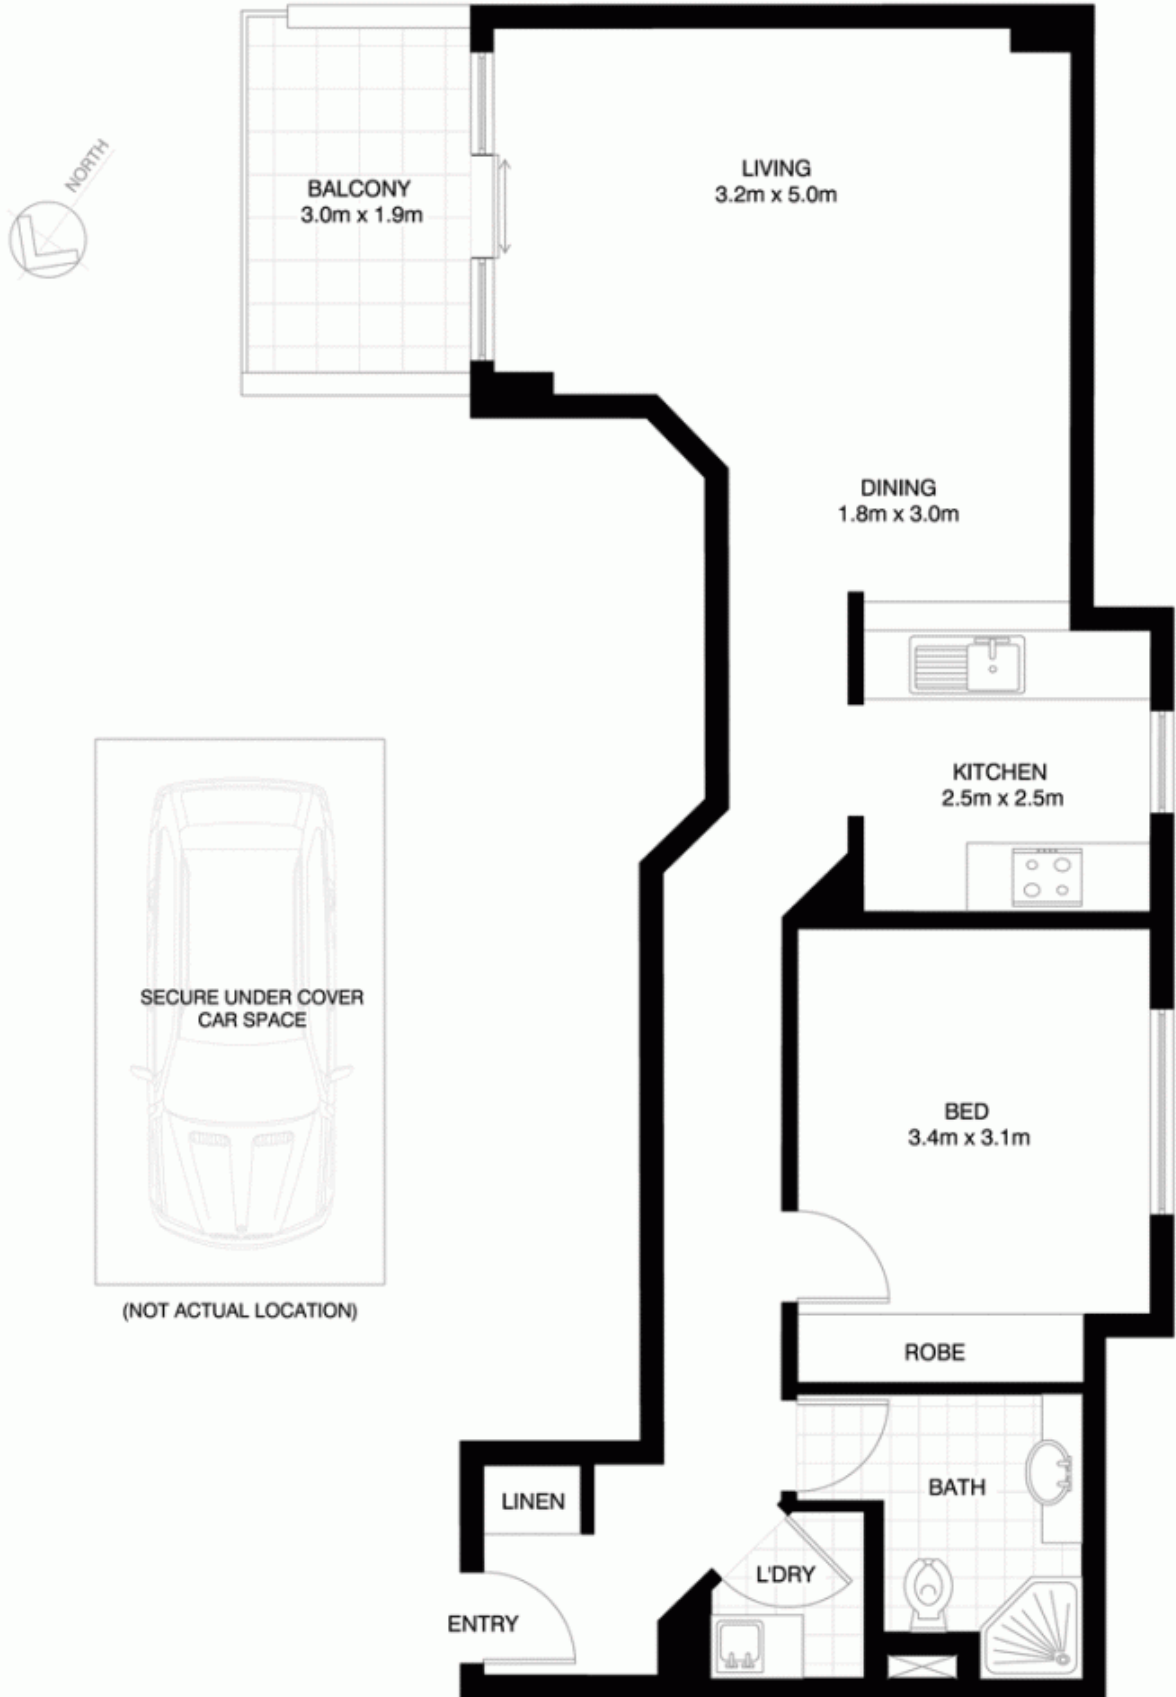 NORTH
BALCONY
3.0m x 1.9m
LIVING
3.2m x 5.0m
DINING
1.8m x 3.0m
KITCHEN
2.5m x 2.5m
SECURE UNDER COVER
CAR SPACE
(NOT ACTUAL LOCATION)
BED
3.4m x 3.1m
ROBE
BATH
LINEN
L'DRY
ENTRY